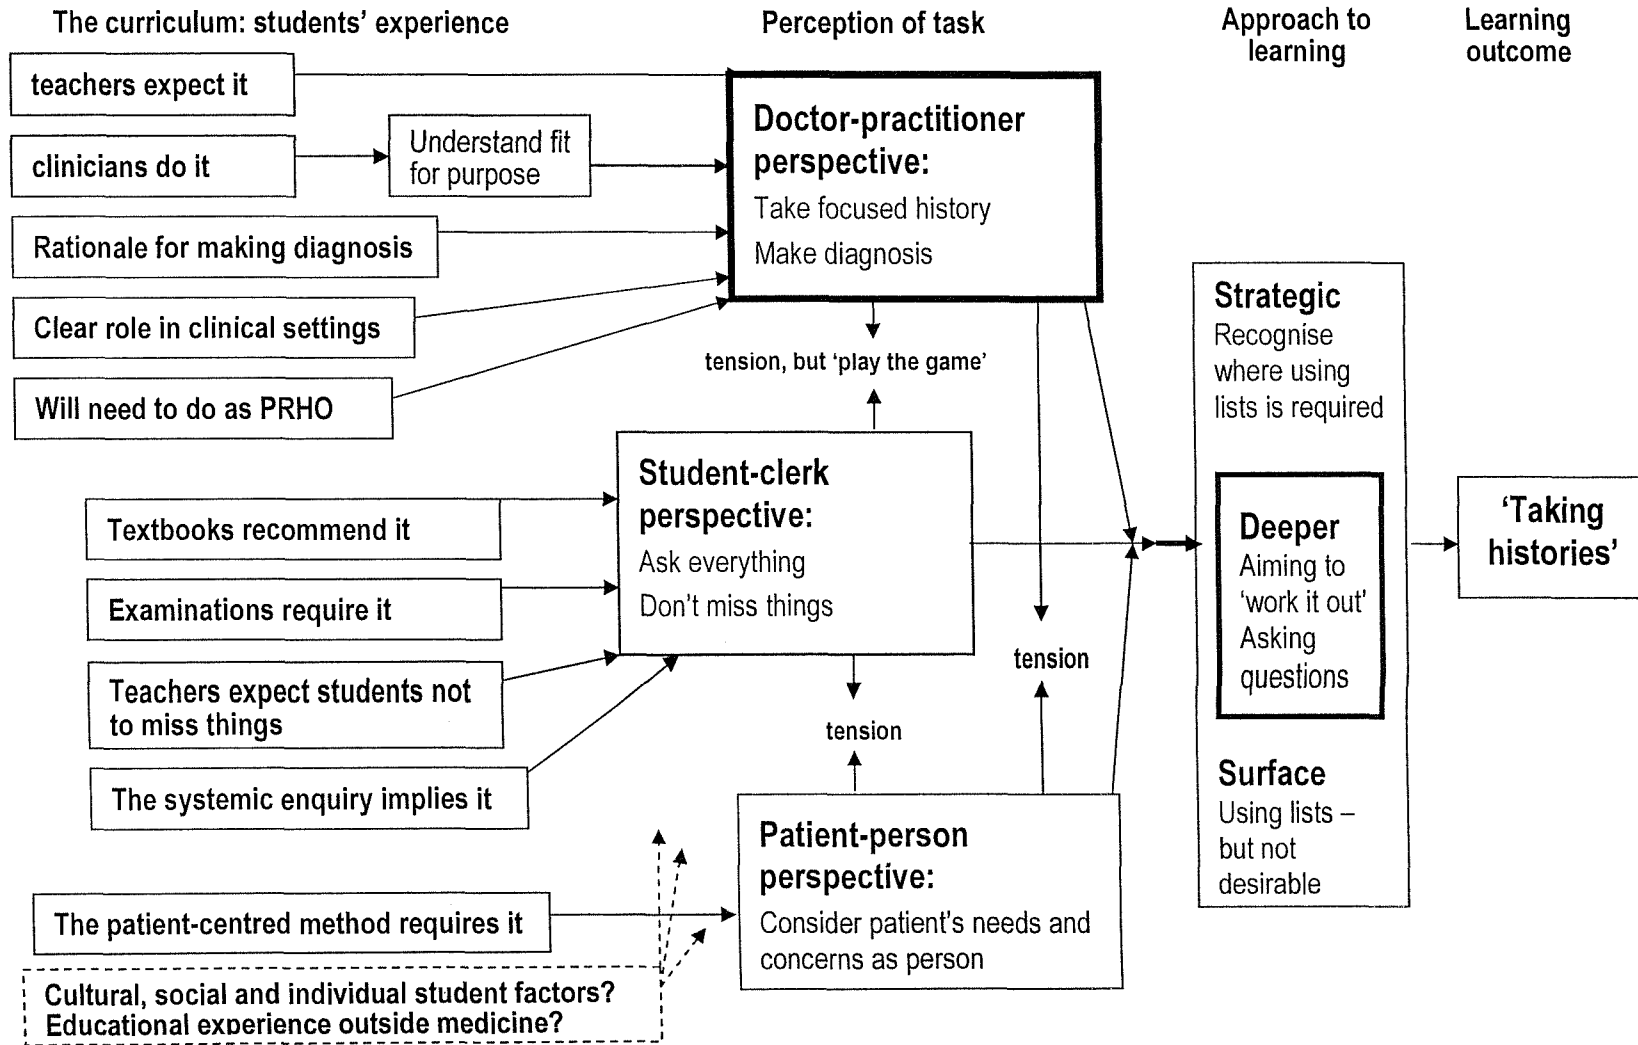 The curriculum: students’ experience
Perception of task
Approach to
learning
Learning
outcome
teachers expect it
clinicians do it
Understand fit
for purpose
Rationale for making diagnosis
Clear role in clinical settings
Will need to do as PRHO
Doctor-practitioner
perspective:
Take focused history
Make diagnosis
tension, but ‘play the game’
Textbooks recommend it
Examinations require it
Teachers expect students not
to miss things
The systemic enquiry implies it
Student-clerk
perspective:
Ask everything
Don’t miss things
tension
tension
The patient-centred method requires it
Cultural, social and individual student factors?
Educational experience outside medicine?
Patient-person
perspective:
Consider patient’s needs and
concerns as person
Strategic
Recognise
where using
lists is required
Deeper
Aiming to
‘work it out’
Asking
questions
Surface
Using lists –
but not
desirable
‘Taking
histories’